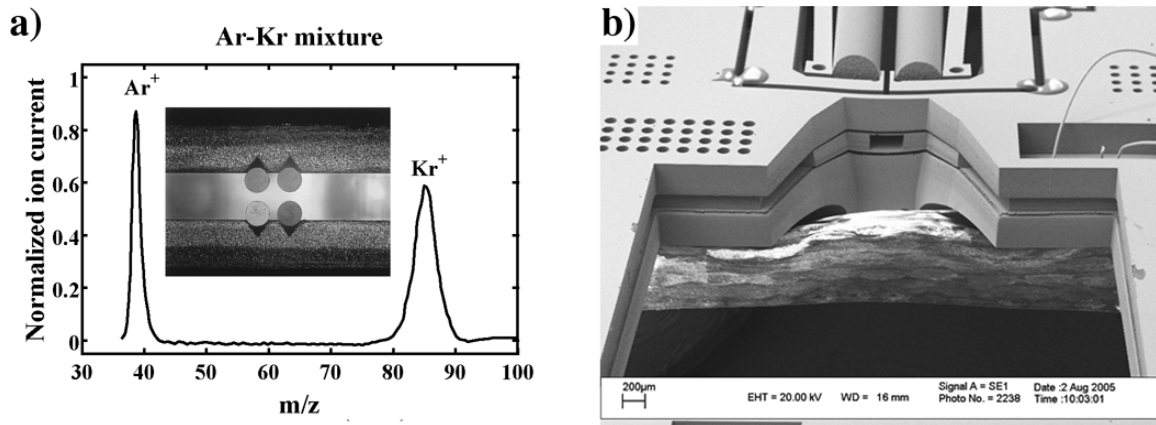 a)
Ar-Kr mixture
Normalized ion current
1
0.8
0.6
0.4
0.2
0
Ar+
Kr+
30 40 50 60 70 80 90 100
m/z
b)
200µm
EHT = 20.00 kV
WD = 16 mm
Signal A = SE1
Photo No. = 2238
Date :2 Aug 2005
Time :10:03:01